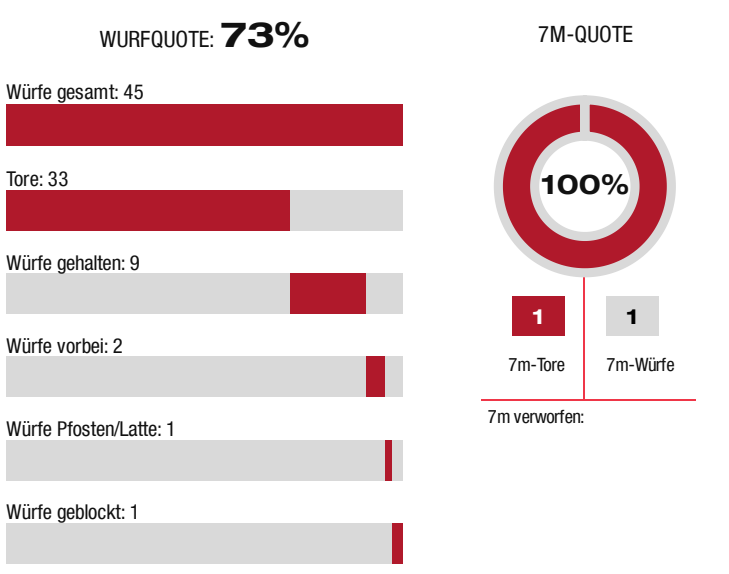 WURFQUOTE: 73%
Würfe gesamt: 45
Tore: 33
Würfe gehalten: 9
Würfe vorbei: 2
Würfe Pfosten/Latte: 1
Würfe geblockt: 1
7M-QUOTE
100%
1 1
7m-Tore 7m-Würfe
7m verworfen: